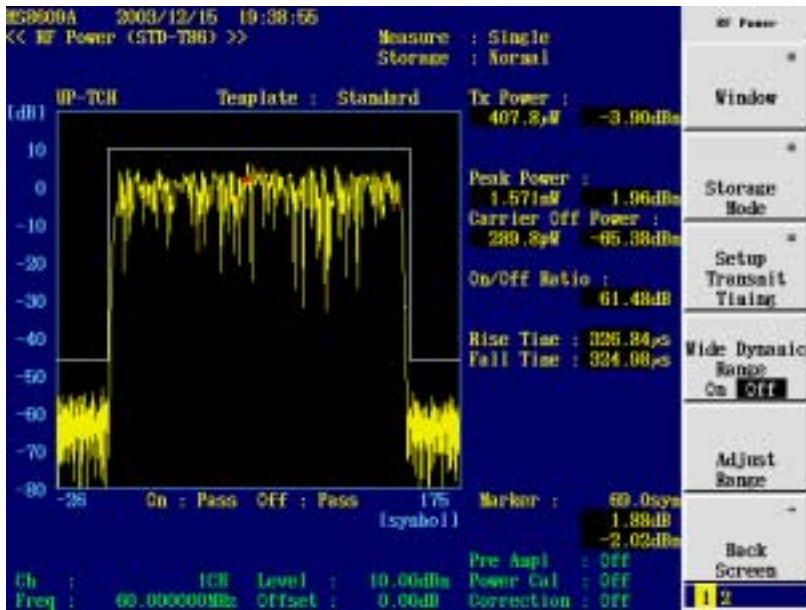 MS8609A 2003/12/15 19:38:55
<< RF Power (STD-T86) >>
Measure : Single
Storage : Normal
UP-TCH Template : Standard
[dB]
10
0
-10
-20
-30
-40
-50
-60
-70
-80
-26 On : Pass Off : Pass 175
[symbol]
Tx Power :
407.8µW -3.90dBm
Peak Power :
1.571mW 1.96dBm
Carrier Off Power :
289.8pW -65.38dBm
On/Off Ratio :
61.48dB
Rise Time : 326.84µs
Fall Time : 324.98µs
Marker : 69.0sym
1.88dB
-2.02dBm
Ch : 1CH Level : 10.00dBm
Freq : 60.000000MHz Offset : 0.00dB
Pre Ampl : Off
Power Cal : Off
Correction : Off
RF Power
Window
Storage
Mode
Setup
Transmit
Timing
Wide Dynamic
Range
On Off
Adjust
Range
Back
Screen
1 2